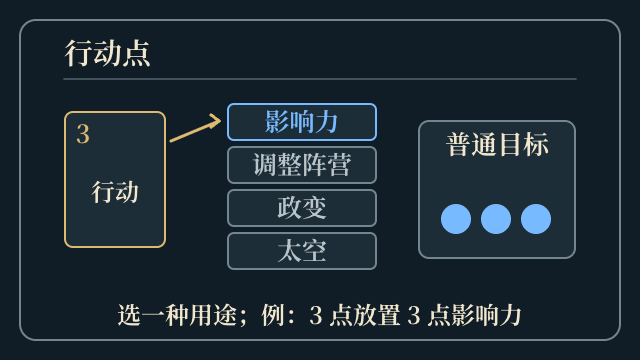 行动点
3
行动
影响力
调整阵营
政变
太空
普通目标
选一种用途；例：3 点放置 3 点影响力